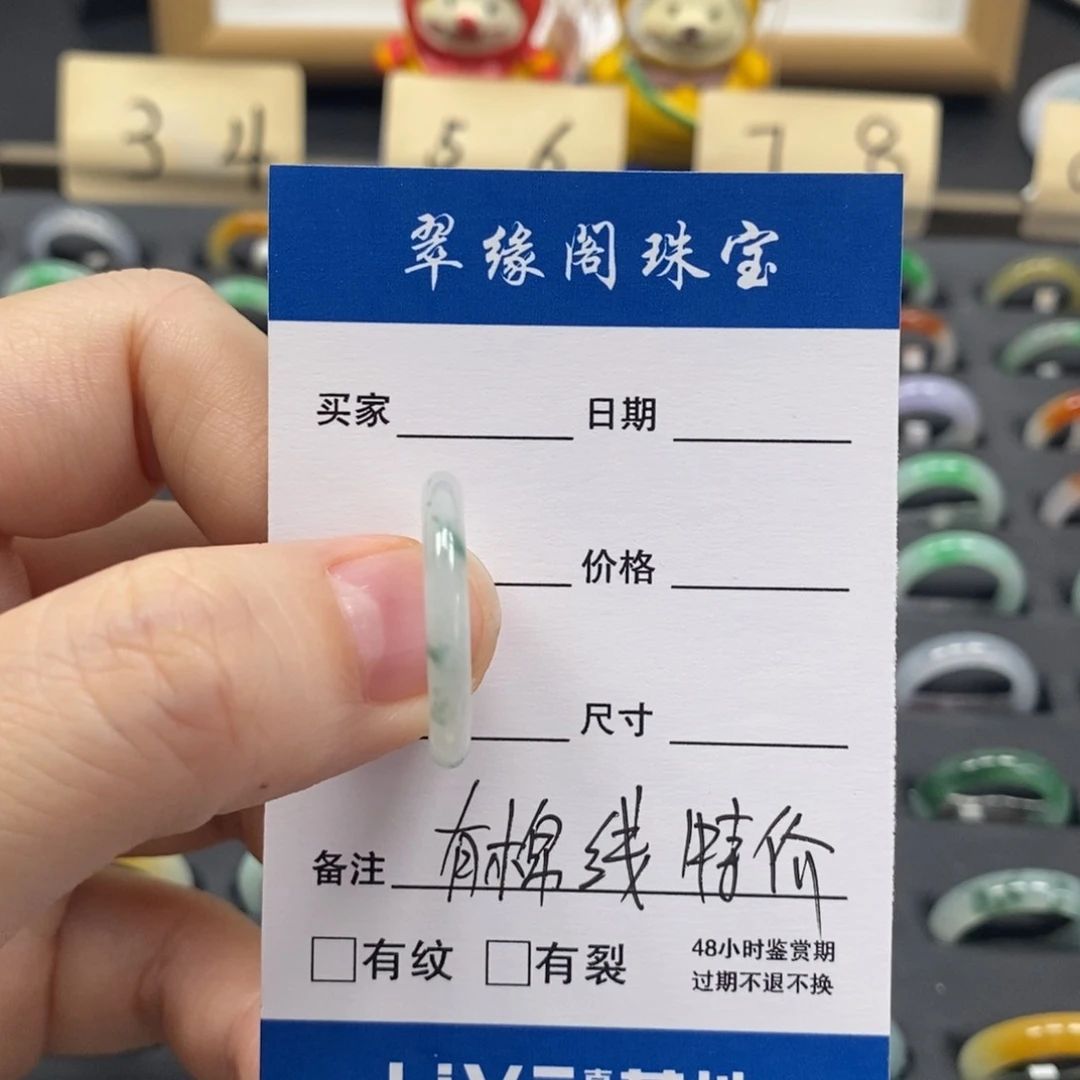 3 4
5 6
7 8
翠缘阁珠宝
买家 日期
价格
尺寸
备注 有棉线 特价
有纹 有裂
48小时鉴赏期
过期不退不换